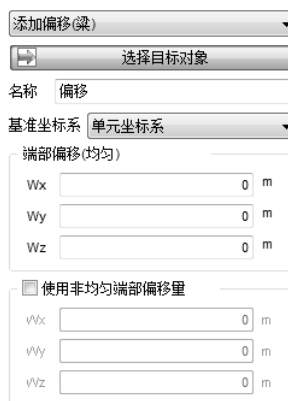 添加偏移(梁)
选择目标对象
名称 偏移
基准坐标系 单元坐标系
端部偏移(均匀)
Wx 0 m
Wy 0 m
Wz 0 m
使用非均匀端部偏移量
Wx 0 m
Wy 0 m
Wz 0 m